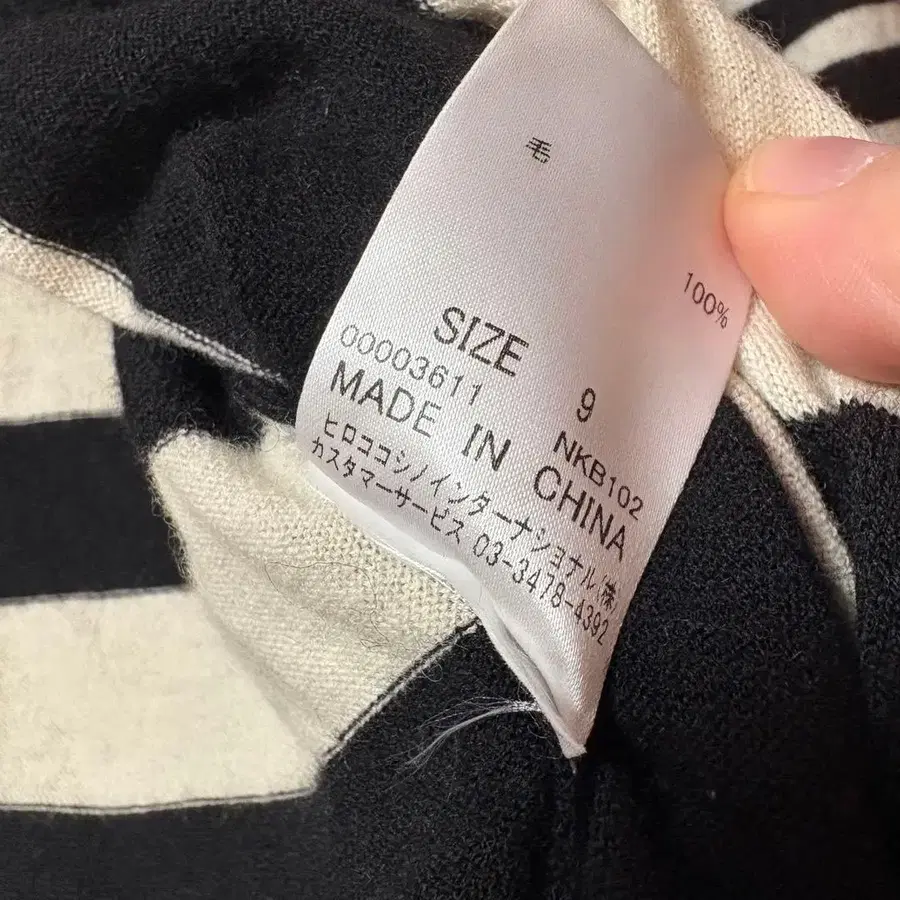 毛 100%
SIZE 9
00003611 NKB102
MADE IN CHINA
ヒロココシノインターナショナル(株)
カスタマーサービス 03-3478-4392